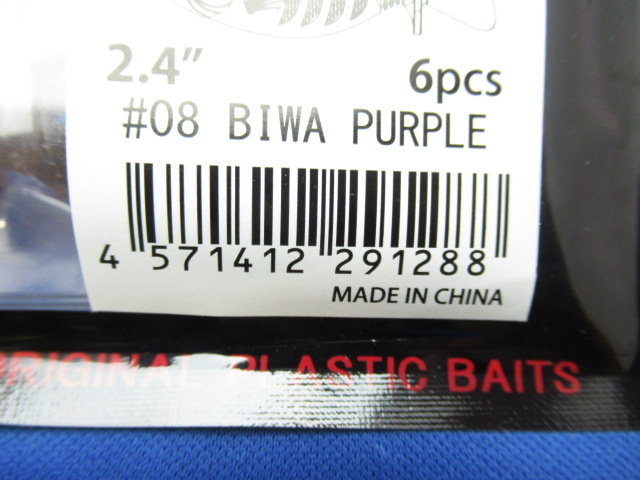 2.4” 6pcs
#08 BIWA PURPLE
4 571412 291288
MADE IN CHINA
ORIGINAL PLASTIC BAITS